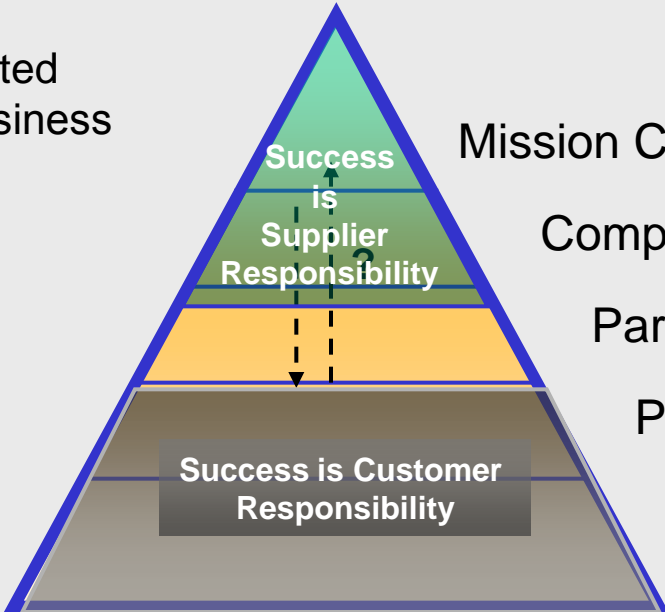 ted
siness
Mission C
Success
is
Supplier
Responsibility
?
Comp
Par
P
Success is Customer
Responsibility